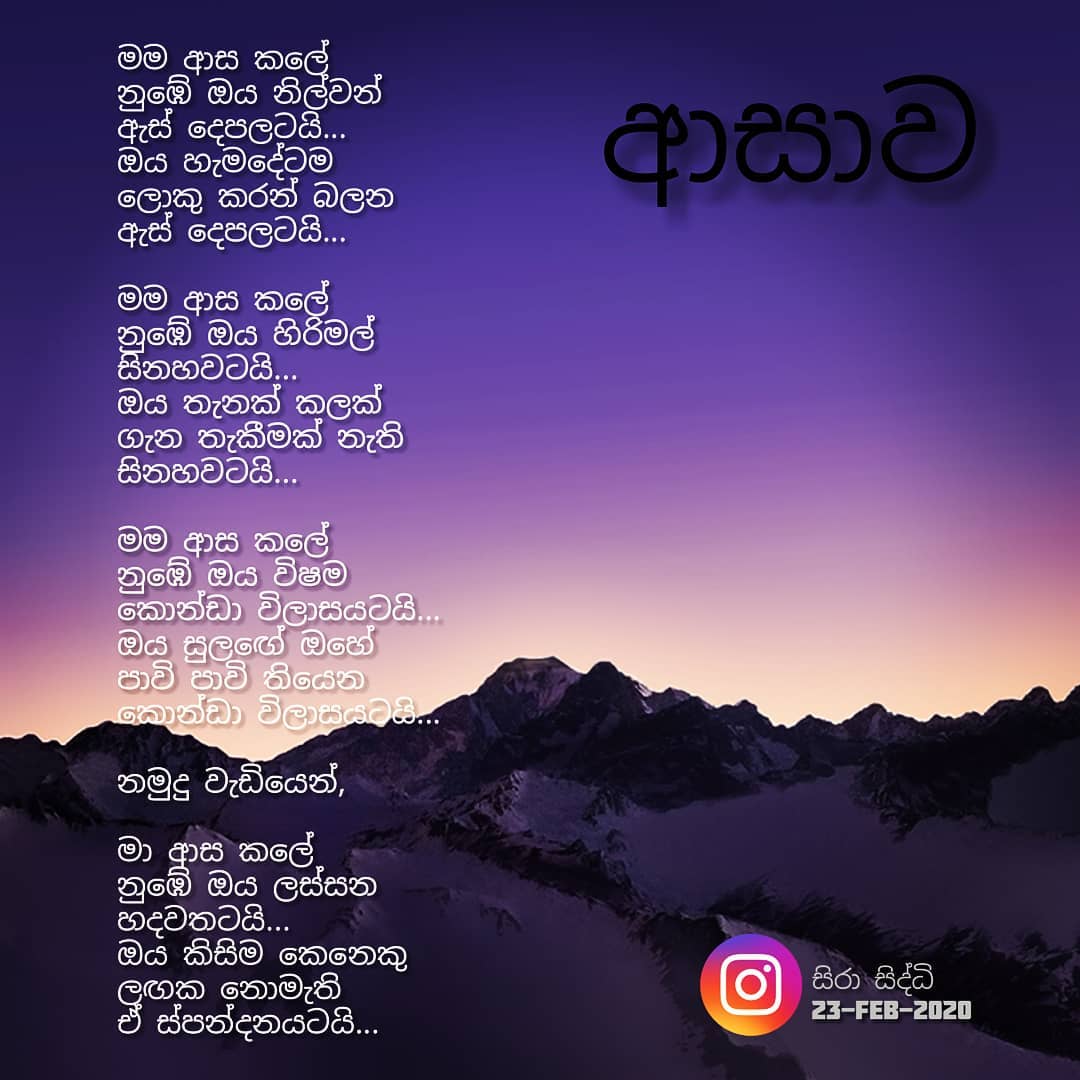 ආසාව
මම ආස කලේ
නුඹේ ඔය නිල්වන්
ඇස් දෙපලටයි...
ඔය හැමදේටම
ලොකු කරන් බලන
ඇස් දෙපලටයි...
මම ආස කලේ
නුඹේ ඔය හිරිමල්
සිනහවටයි...
ඔය තැනක් කලක්
ගැන තැකීමක් නැති
සිනහවටයි...
මම ආස කලේ
නුඹේ ඔය විෂම
කොන්ඩා විලාසයටයි...
ඔය සුලඟේ ඔහේ
පාවි පාවි තියෙන
කොන්ඩා විලාසයටයි...
නමුදු වැඩියෙන්,
මා ආස කලේ
නුඹේ ඔය ලස්සන
හදවතටයි...
ඔය කිසිම කෙනෙකු
ලඟක නොමැති
ඒ ස්පන්දනයටයි...
සිරා සිද්ධි
23-FEB-2020